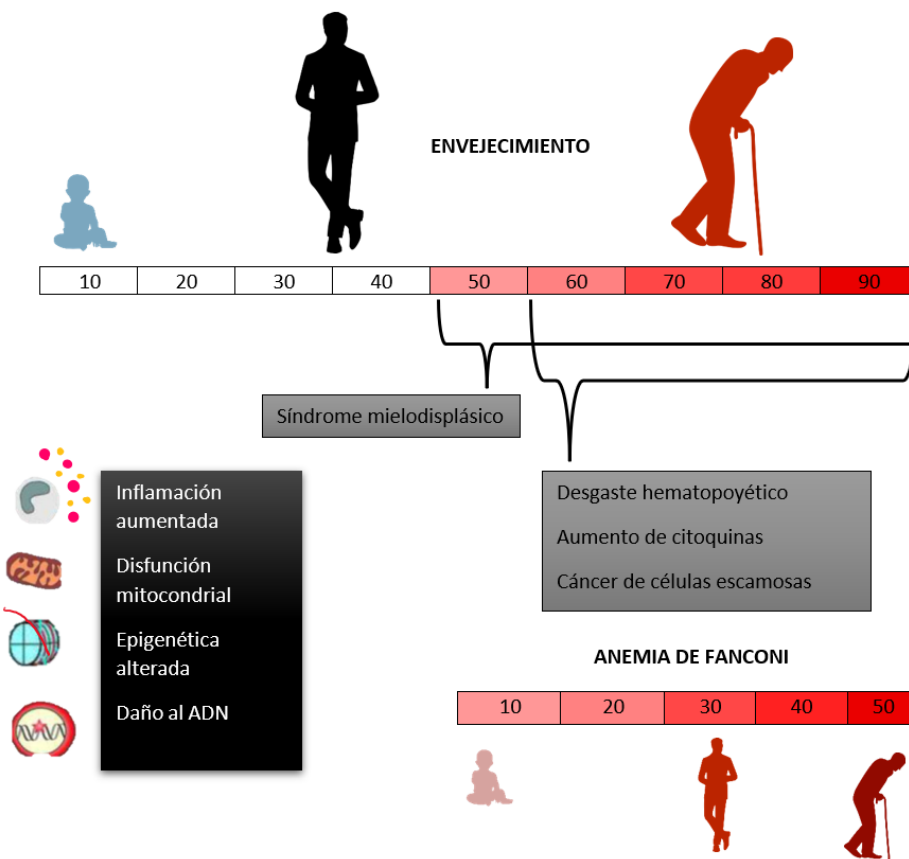 ENVEJECIMIENTO
10 20 30 40 50 60 70 80 90
Síndrome mielodisplásico
Inflamación
aumentada
Disfunción
mitocondrial
Epigenética
alterada
Daño al ADN
Desgaste hematopoyético
Aumento de citoquinas
Cáncer de células escamosas
ANEMIA DE FANCONI
10 20 30 40 50